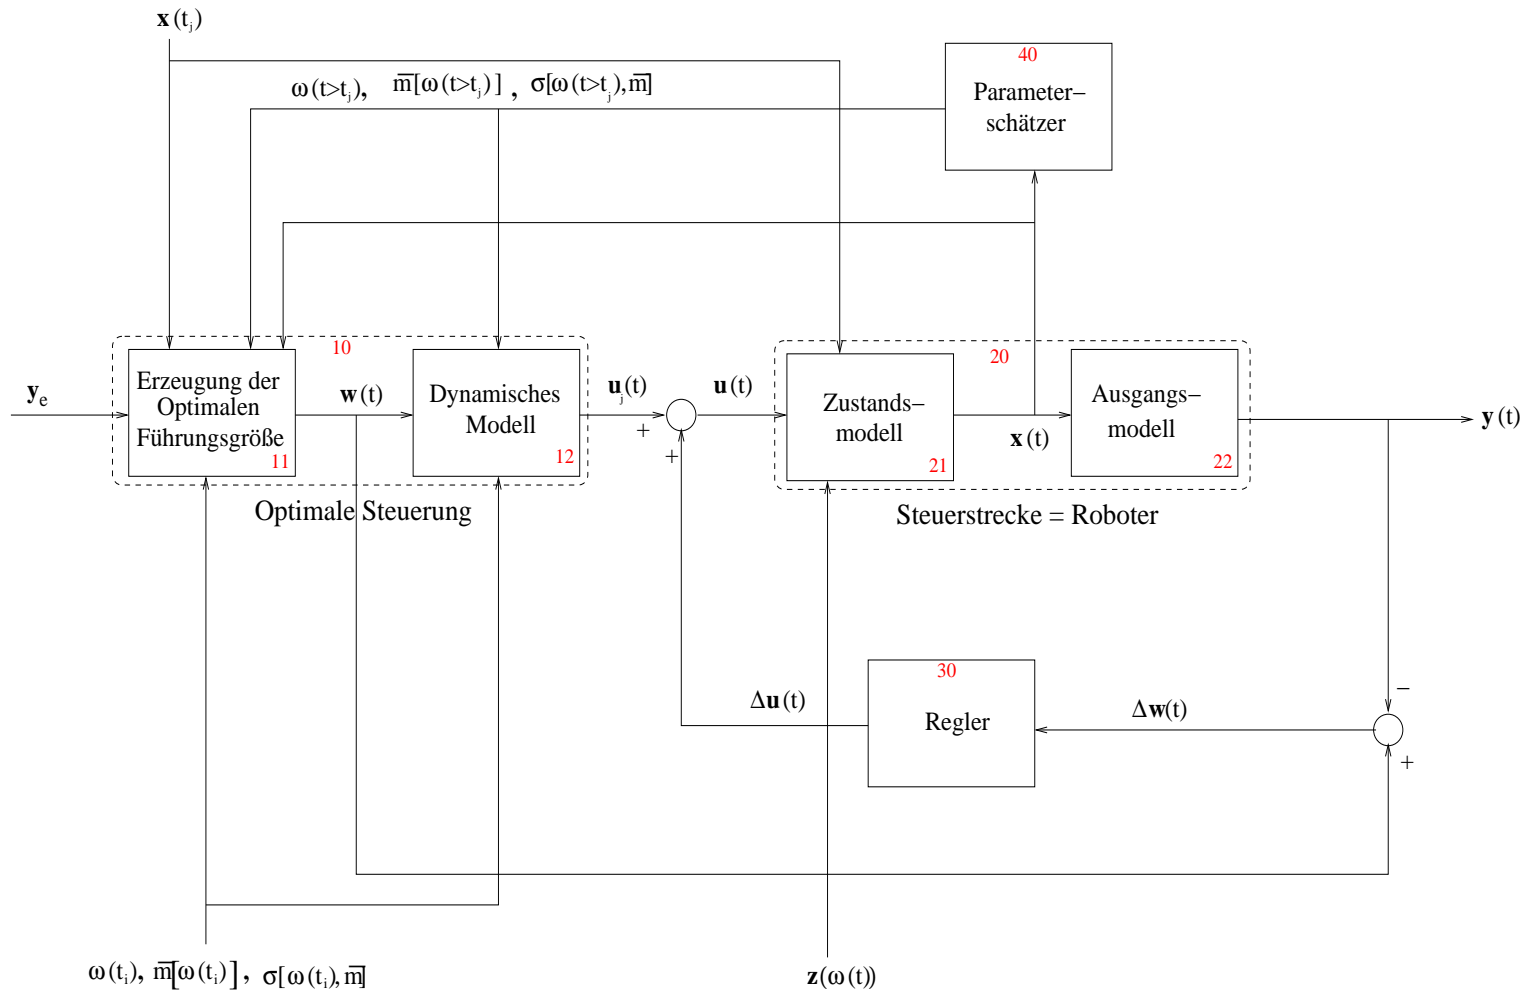 x(tⱼ)
40
Parameter–
schätzer
ω(t>tⱼ), m̅[ω(t>tⱼ)] , σ[ω(t>tⱼ),m̅]
10
20
yₑ
Erzeugung der
Optimalen
Führungsgröße
11
w(t)
Dynamisches
Modell
12
uⱼ(t)
+
+
u(t)
Zustands–
modell
21
x(t)
Ausgangs–
modell
22
y(t)
Optimale Steuerung
Steuerstrecke = Roboter
30
Regler
Δu(t)
Δw(t)
–
+
ω(tᵢ), m̅[ω(tᵢ)] , σ[ω(tᵢ),m̅]
z(ω(t))